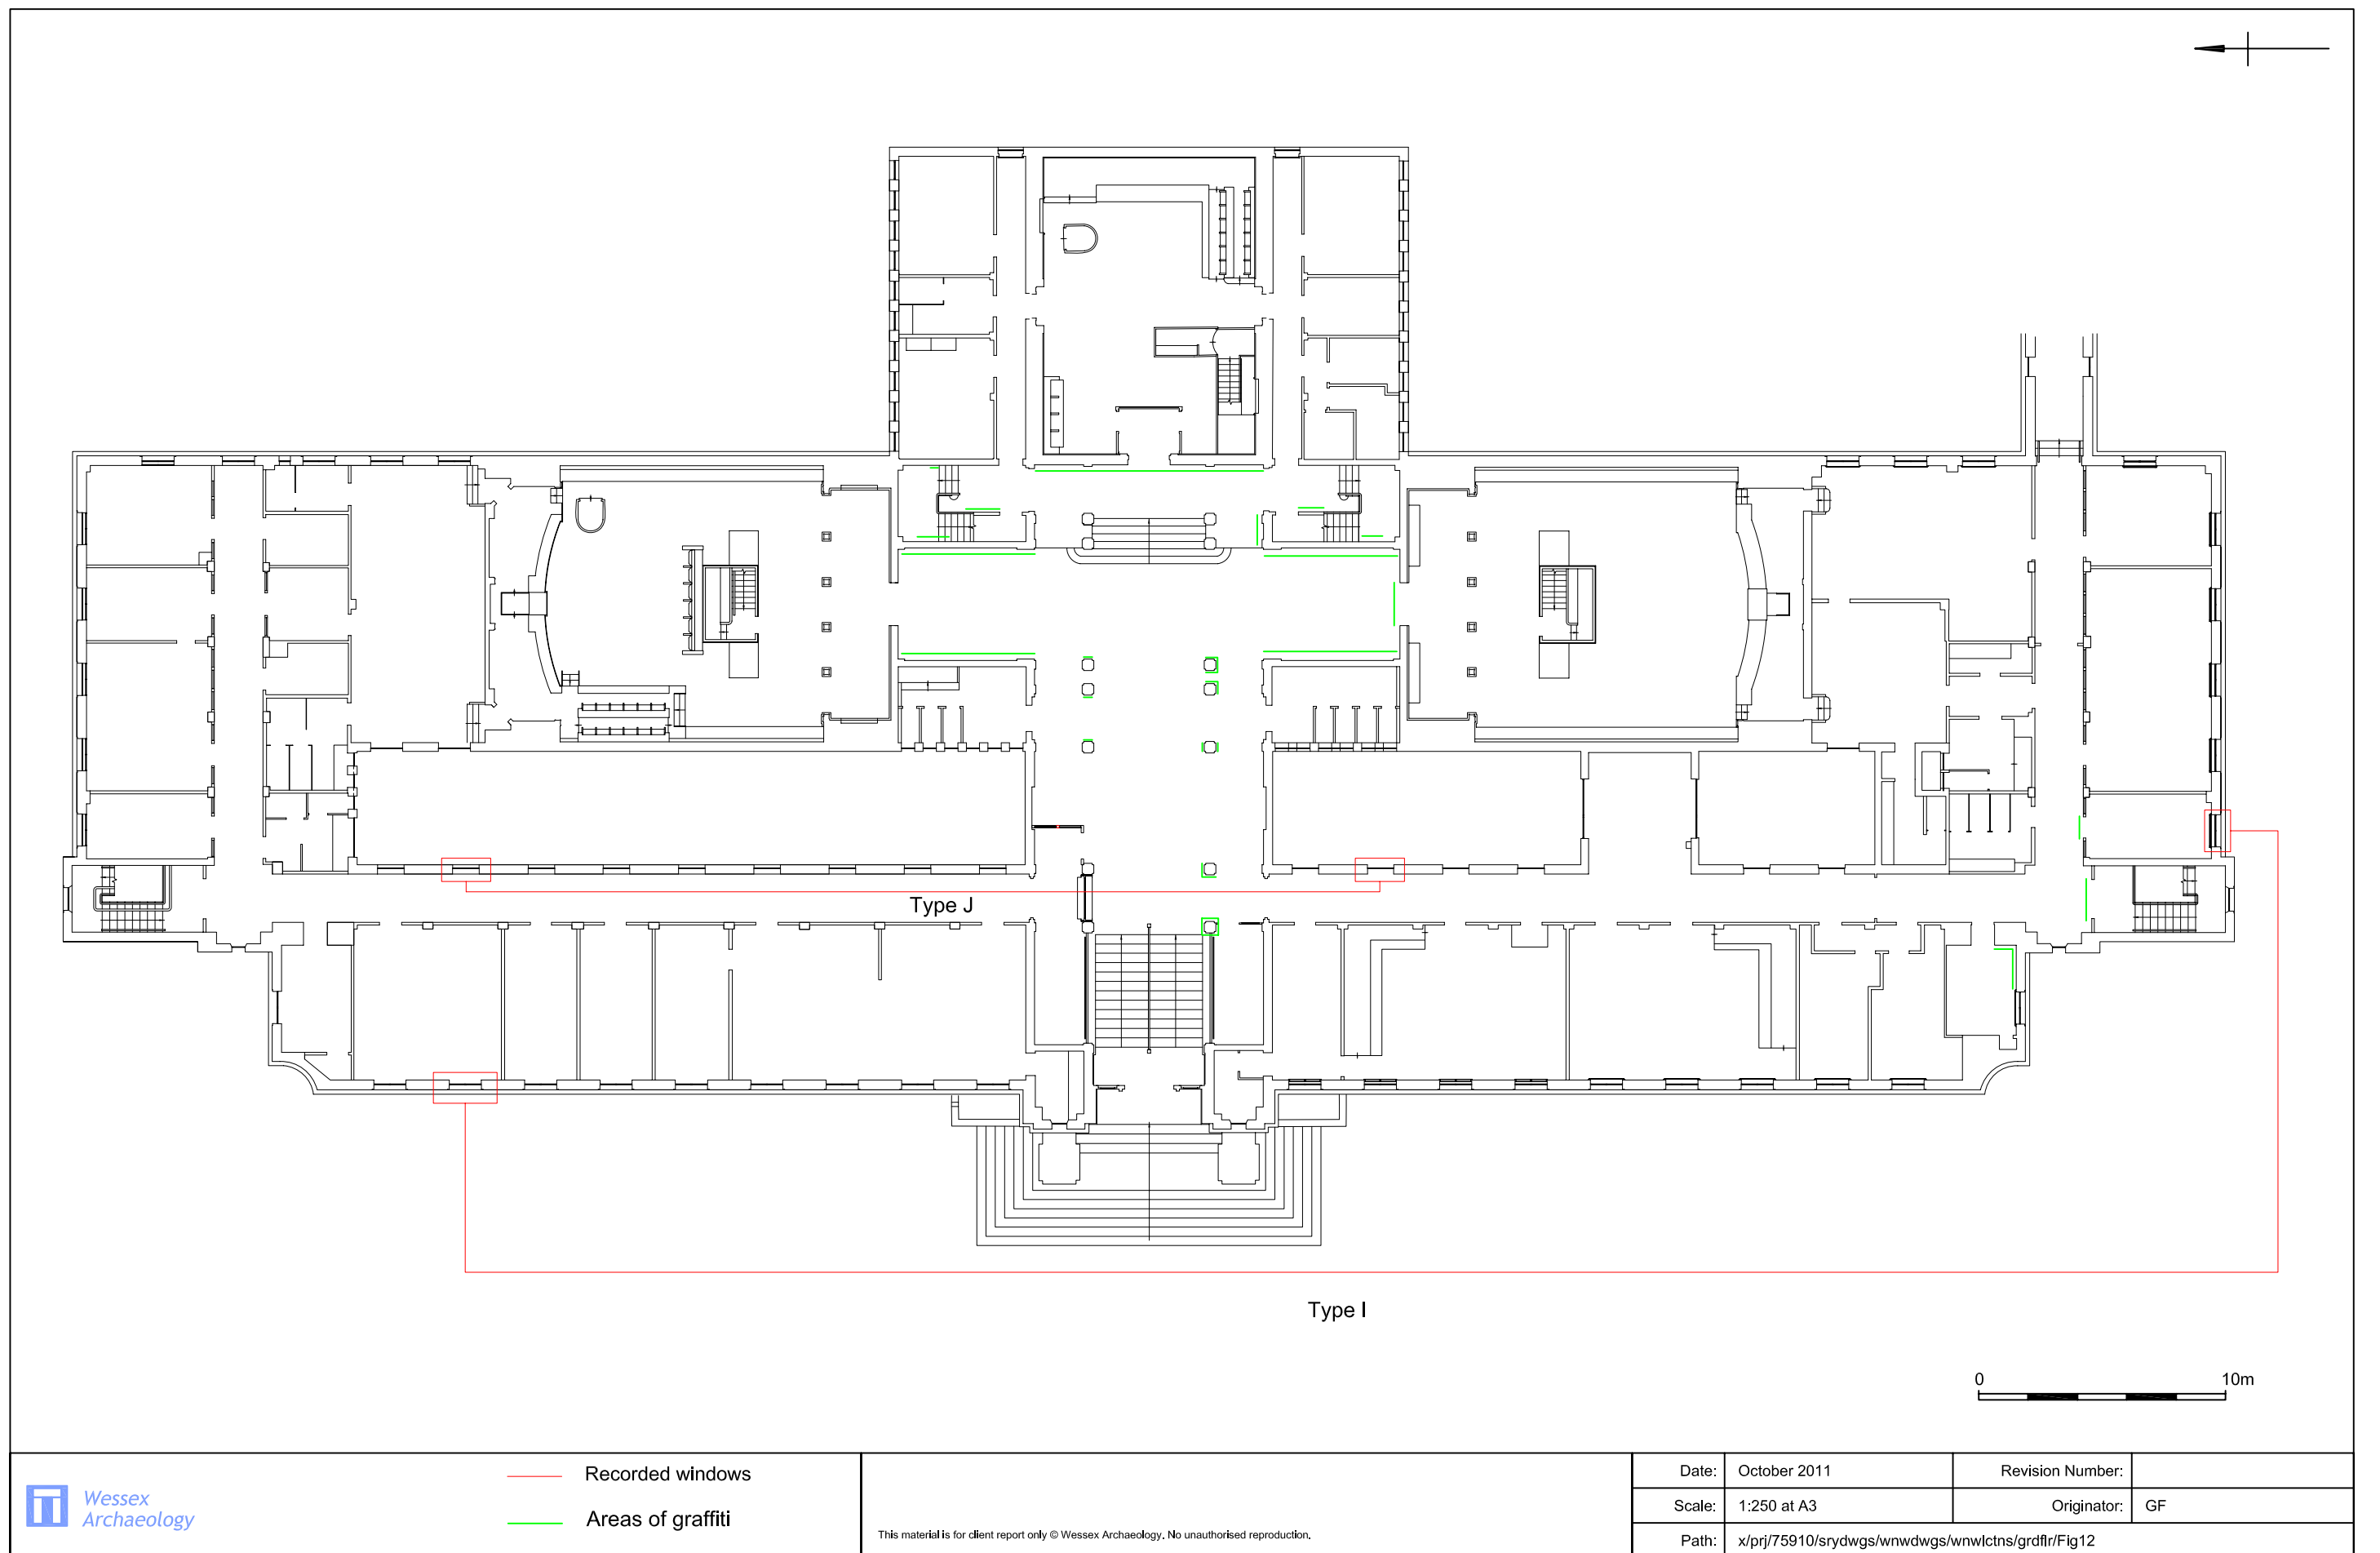 Type J
Type I
0 10m
Wessex
Archaeology
Recorded windows
Areas of graffiti
This material is for client report only © Wessex Archaeology. No unauthorised reproduction.
Date: October 2011 Revision Number:
Scale: 1:250 at A3 Originator: GF
Path: x/prj/75910/srydwgs/wnwdwgs/wnwlctns/grdflr/Fig12